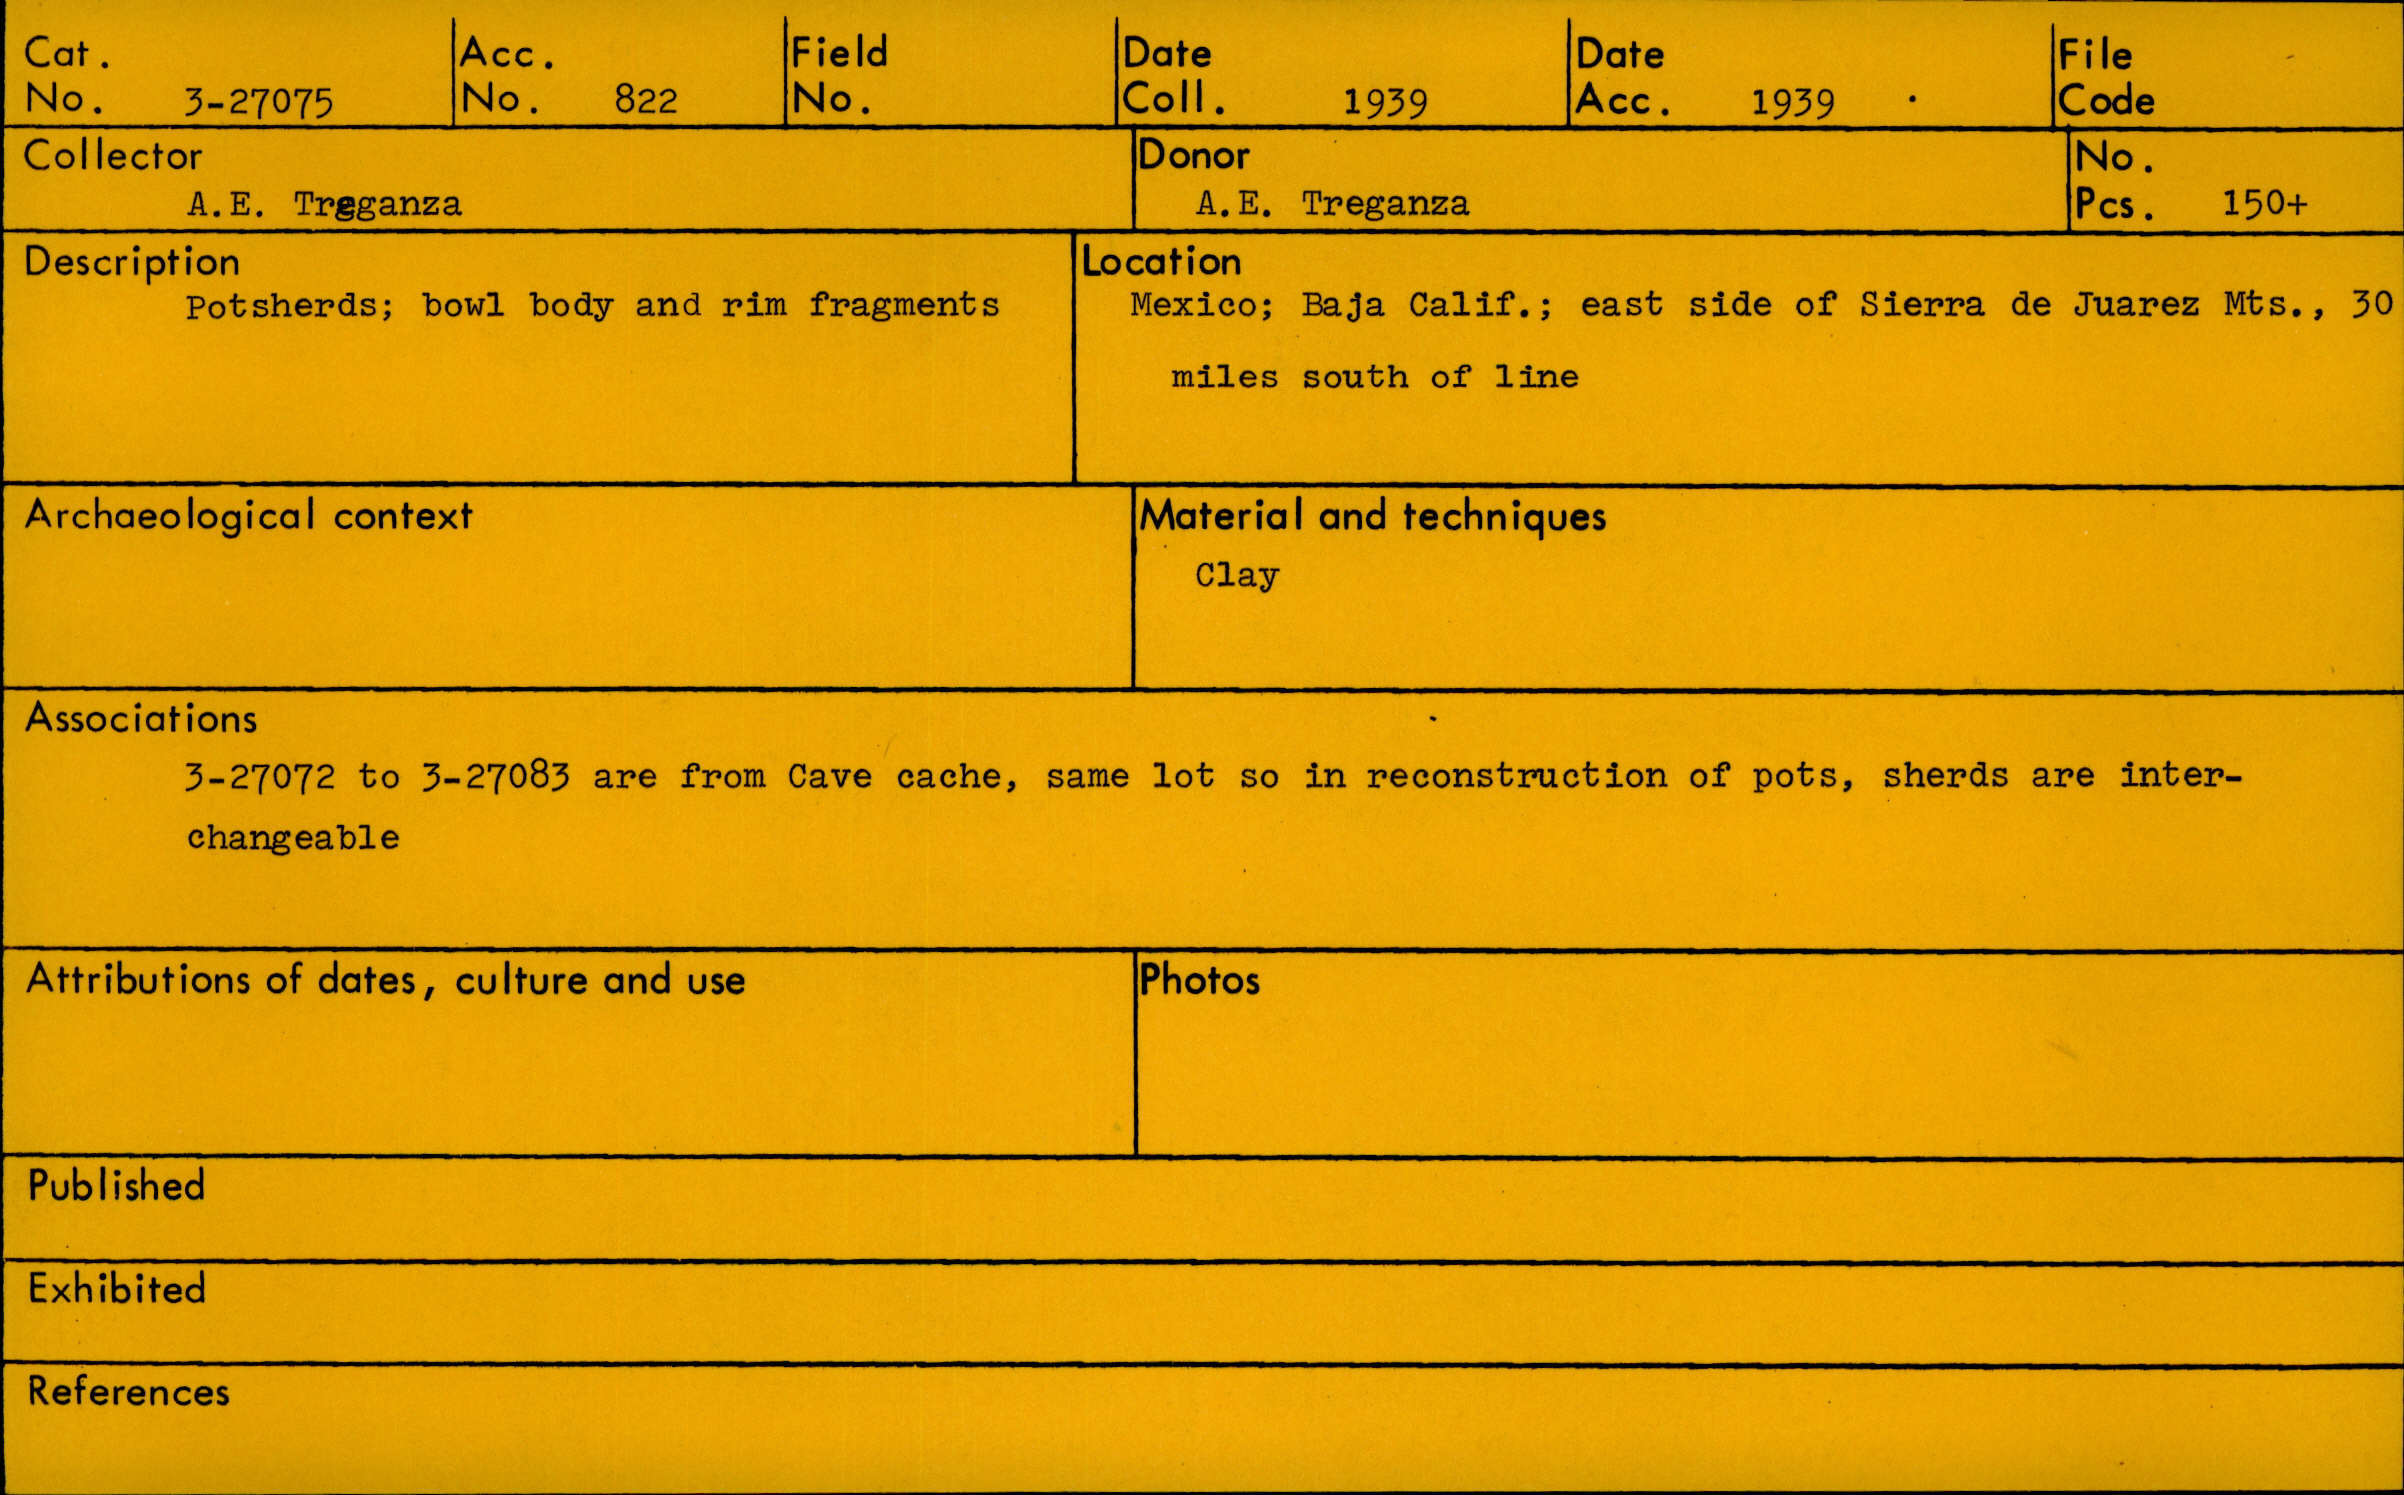 Cat. Acc. Field Date Date File
No. 3-27075 No. 822 No. Coll. 1939 Acc. 1939 Code
Collector Donor No.
A.E. Treganza A.E. Treganza Pcs. 150+
Description Location
Potsherds; bowl body and rim fragments Mexico; Baja Calif.; east side of Sierra de Juarez Mts., 30
miles south of line
Archaeological context Material and techniques
Clay
Associations
3-27072 to 3-27083 are from Cave cache, same lot so in reconstruction of pots, sherds are inter-
changeable
Attributions of dates, culture and use Photos
Published
Exhibited
References